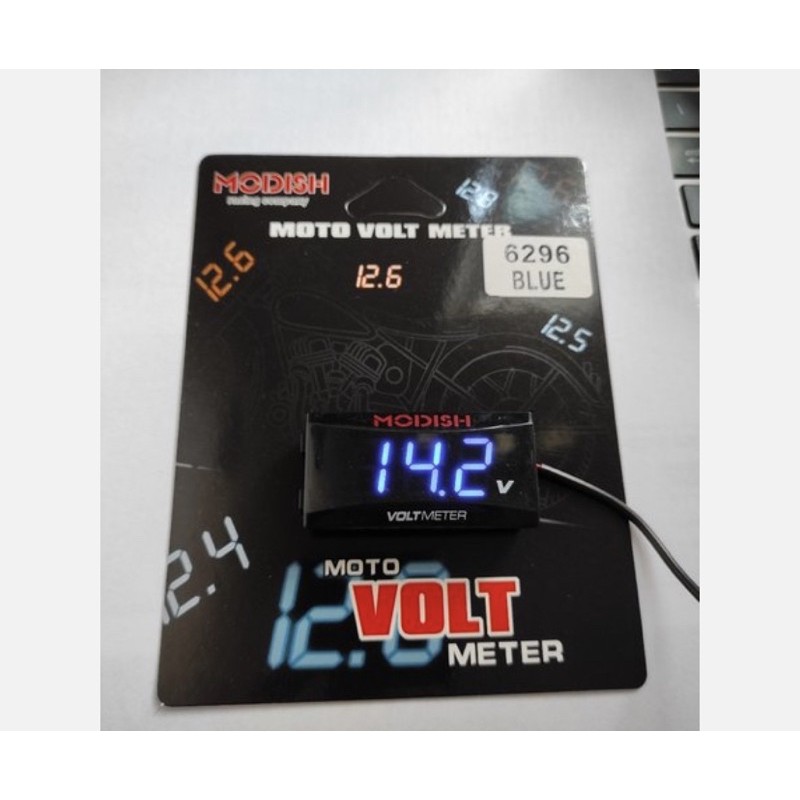 MODISH
racing company
12.8
MOTO VOLT METER
6296
BLUE
12.6
12.6
12.5
MODISH
14.2 V
VOLTMETER
12.4
MOTO
12.8
VOLT
METER